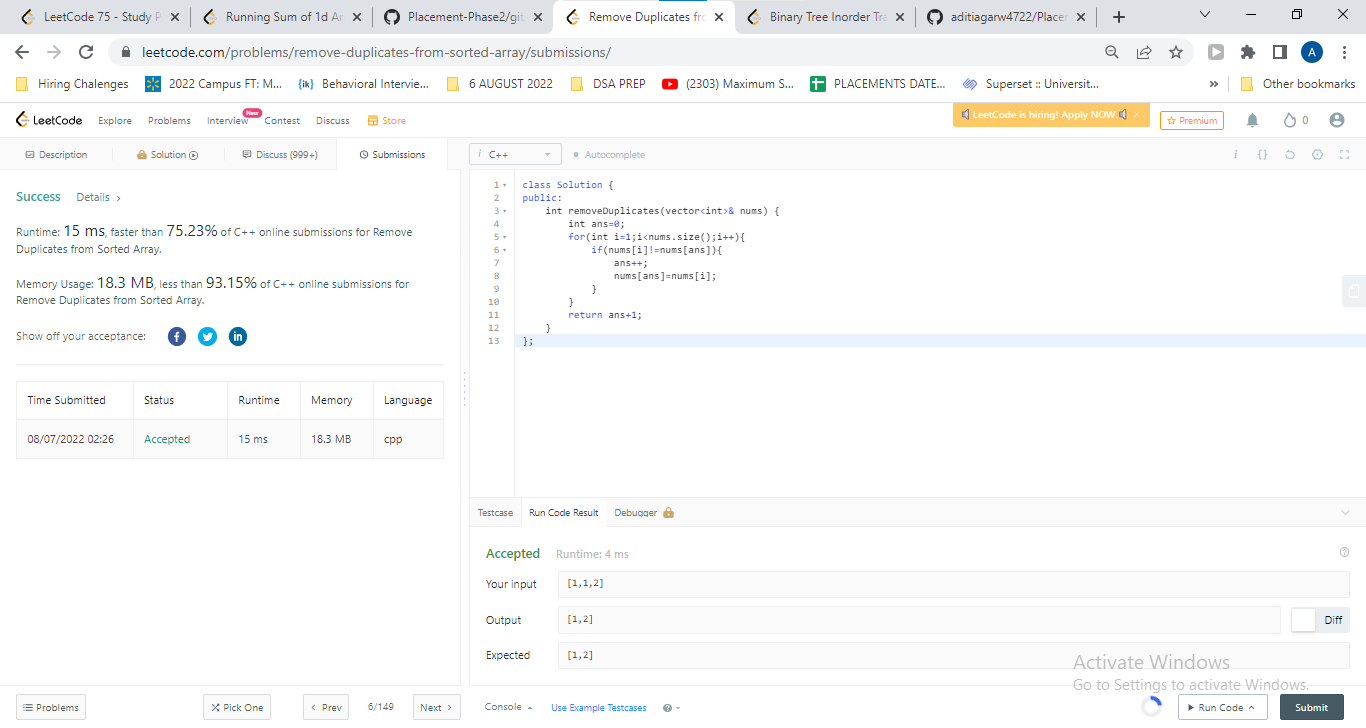 LeetCode 75 - Study P
Running Sum of 1d Ar
Placement-Phase2/git
Remove Duplicates fro
Binary Tree Inorder Tra
aditiagarw4722/Placem
leetcode.com/problems/remove-duplicates-from-sorted-array/submissions/
A
Hiring Chalenges
2022 Campus FT: M...
{ik} Behavioral Intervie...
6 AUGUST 2022
DSA PREP
(2303) Maximum S...
PLACEMENTS DATE...
Superset :: Universit...
»
Other bookmarks
LeetCode
Explore
Problems
Interview
New
Contest
Discuss
Store
LeetCode is hiring! Apply NOW.
Premium
0
Description
Solution
Discuss (999+)
Submissions
i C++
Autocomplete
i {}
Success Details >
Runtime: 15 ms, faster than 75.23% of C++ online submissions for Remove
Duplicates from Sorted Array.
Memory Usage: 18.3 MB, less than 93.15% of C++ online submissions for
Remove Duplicates from Sorted Array.
Show off your acceptance:
Time Submitted Status Runtime Memory Language
08/07/2022 02:26 Accepted 15 ms 18.3 MB cpp
1 class Solution {
2 public:
3 int removeDuplicates(vector<int>& nums) {
4 int ans=0;
5 for(int i=1;i<nums.size();i++){
6 if(nums[i]!=nums[ans]){
7 ans++;
8 nums[ans]=nums[i];
9 }
10 }
11 return ans+1;
12 }
13 };
Testcase Run Code Result Debugger
Accepted Runtime: 4 ms
Your input [1,1,2]
Output [1,2] Diff
Expected [1,2]
Activate Windows
Go to Settings to activate Windows.
Problems
Pick One
< Prev
6/149
Next >
Console
Use Example Testcases
Run Code
Submit